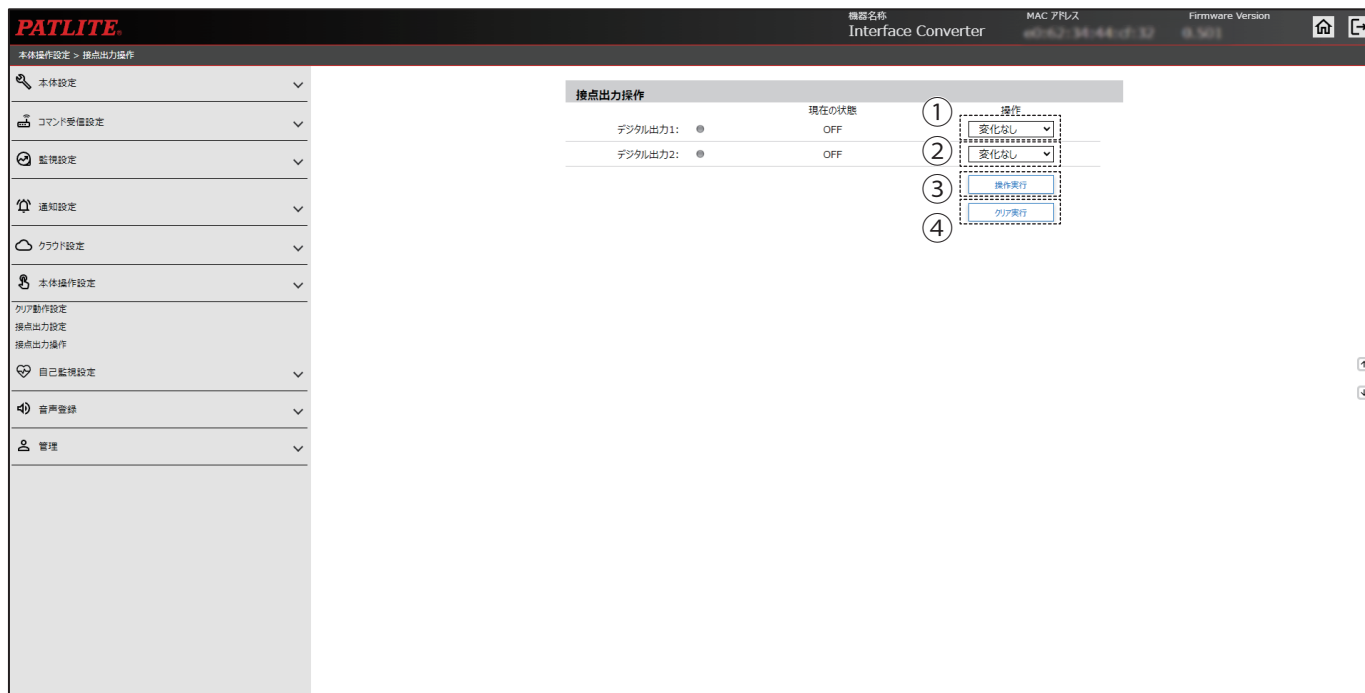 PATLITE®
機器名称
Interface Converter
MAC アドレス
Firmware Version
本体操作設定 > 接点出力操作
本体設定
コマンド受信設定
監視設定
通知設定
クラウド設定
本体操作設定
クリア動作設定
接点出力設定
接点出力操作
自己監視設定
音声登録
管理
接点出力操作
現在の状態
操作
デジタル出力1:
OFF
①
変化なし
デジタル出力2:
OFF
②
変化なし
③
操作実行
④
クリア実行